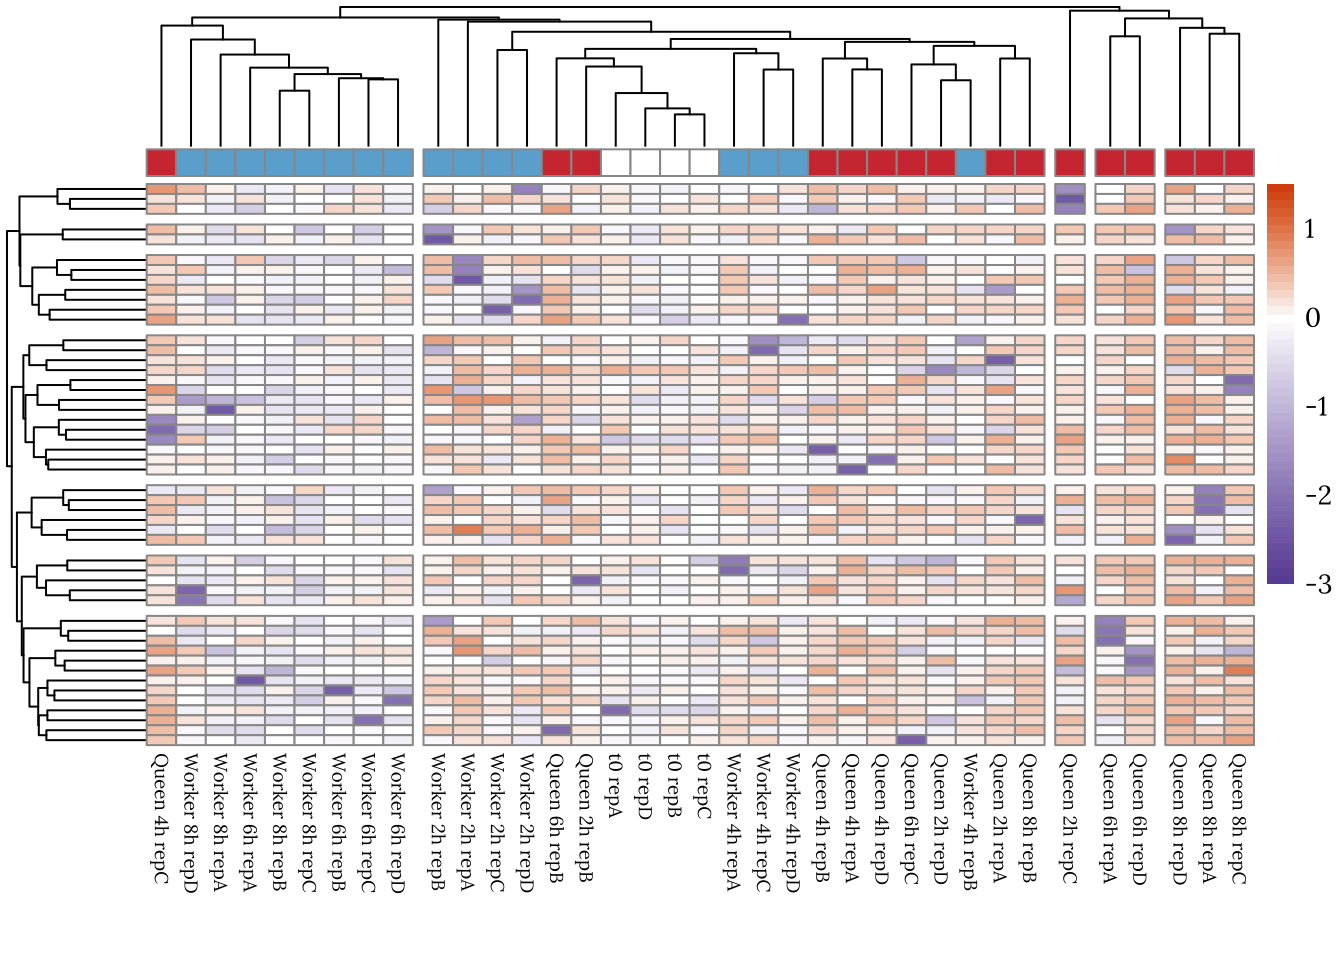 1
0
-1
-2
-3
Queen 4h repC
Worker 8h repD
Worker 8h repA
Worker 6h repA
Worker 8h repB
Worker 8h repC
Worker 6h repB
Worker 6h repC
Worker 6h repD
Worker 2h repB
Worker 2h repA
Worker 2h repC
Worker 2h repD
Queen 6h repB
Queen 2h repB
t0 repA
t0 repD
t0 repB
t0 repC
Worker 4h repA
Worker 4h repC
Worker 4h repD
Queen 4h repB
Queen 4h repA
Queen 4h repD
Queen 6h repC
Queen 2h repD
Worker 4h repB
Queen 2h repA
Queen 8h repB
Queen 2h repC
Queen 6h repA
Queen 6h repD
Queen 8h repD
Queen 8h repA
Queen 8h repC